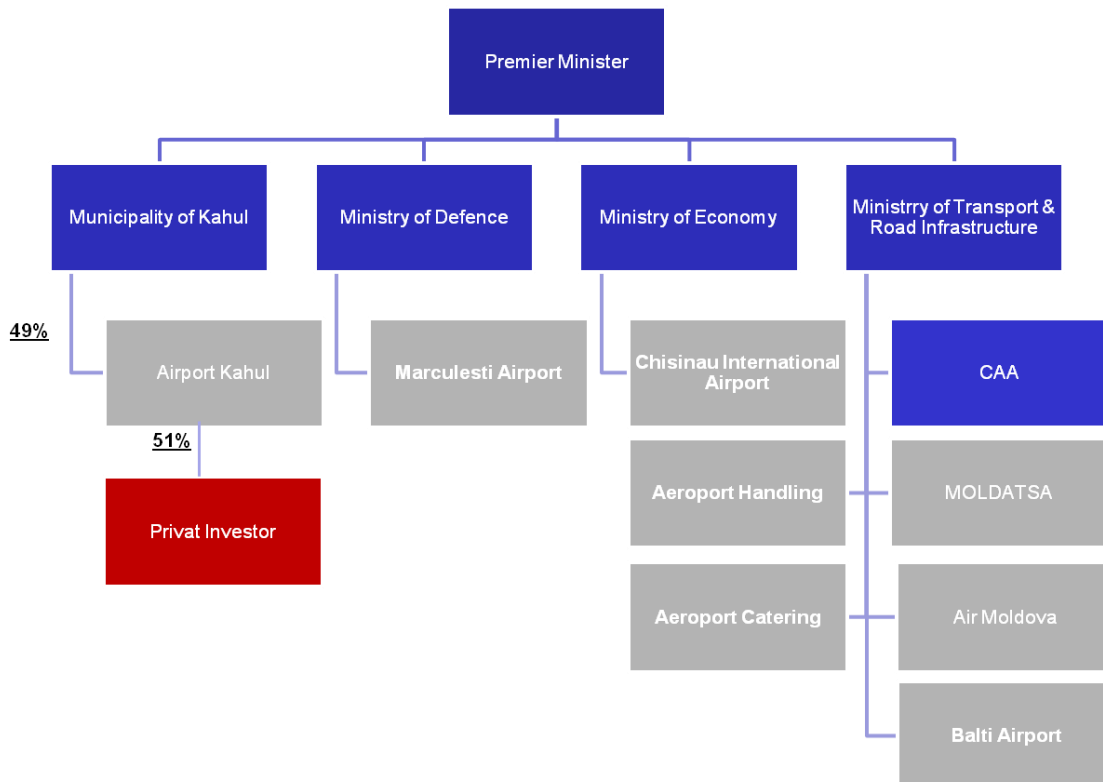 Premier Minister
Municipality of Kahul
Ministry of Defence
Ministry of Economy
Ministrry of Transport &
Road Infrastructure
49%
Airport Kahul
Marculesti Airport
Chisinau International
Airport
CAA
51%
Privat Investor
Aeroport Handling
MOLDATSA
Aeroport Catering
Air Moldova
Balti Airport